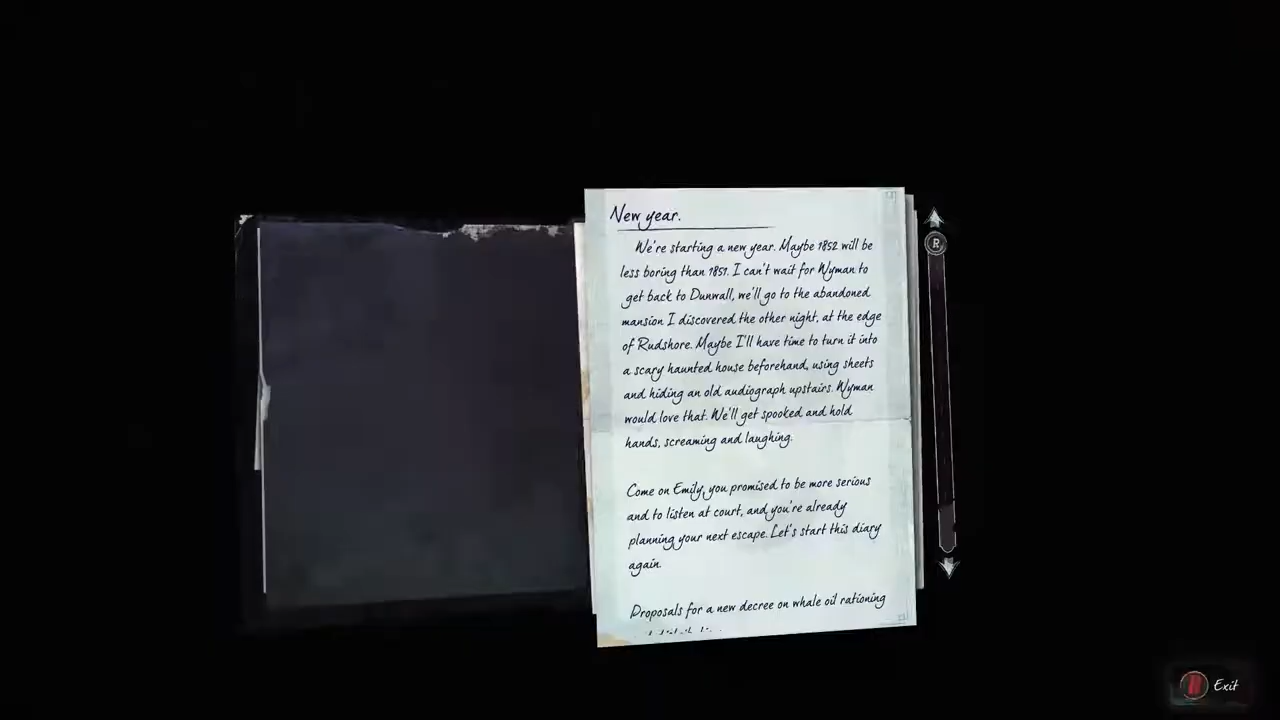 New year.
We're starting a new year. Maybe 1852 will be
less boring than 1851. I can't wait for Wyman to
get back to Dunwall, we'll go to the abandoned
mansion I discovered the other night, at the edge
of Rudshore. Maybe I'll have time to turn it into
a scary haunted house beforehand, using sheets
and hiding an old audiograph upstairs. Wyman
would love that. We'll get spooked and hold
hands, screaming and laughing.
Come on Emily, you promised to be more serious
and to listen at court, and you're already
planning your next escape. Let's start this diary
again.
Proposals for a new decree on whale oil rationing
R
Exit